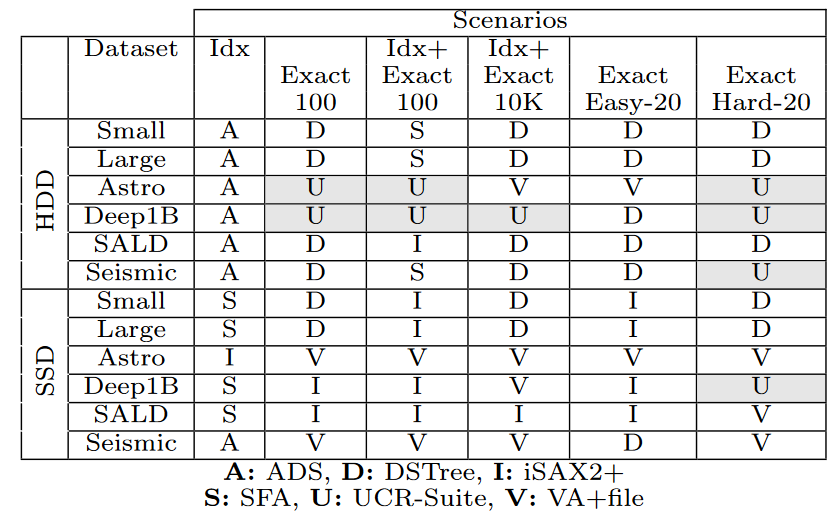 Scenarios
Dataset Idx Idx+ Idx+
Exact Exact Exact Exact Exact
100 100 10K Easy-20 Hard-20
HDD
Small A D S D D D
Large A D S D D D
Astro A U U V V U
Deep1B A U U U D U
SALD A D I D D D
Seismic A D S D D U
SSD
Small S D I D I D
Large S D I D I D
Astro I V V V V V
Deep1B S I I V I U
SALD S I I I I V
Seismic A V V V D V
A: ADS, D: DSTree, I: iSAX2+
S: SFA, U: UCR-Suite, V: VA+file